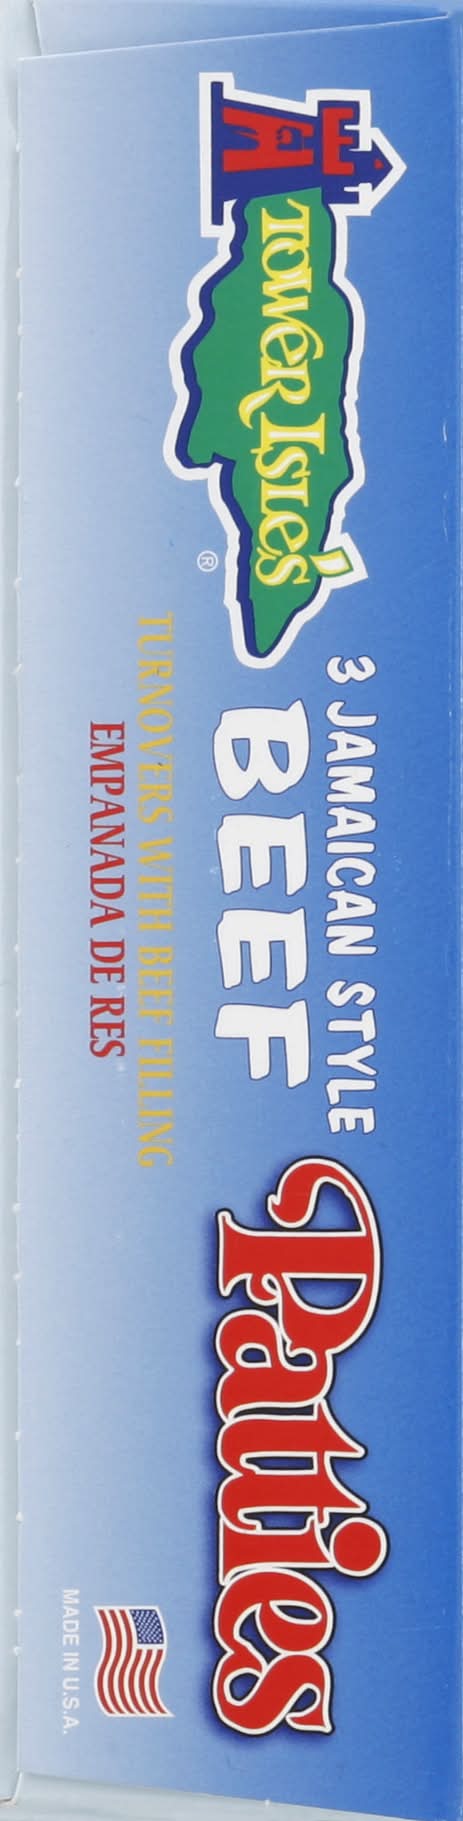 TOWER ISLE'S
®
3 JAMAICAN STYLE
BEEF
Patties
TURNOVERS WITH BEEF FILLING
EMPANADA DE RES
MADE IN U.S.A.